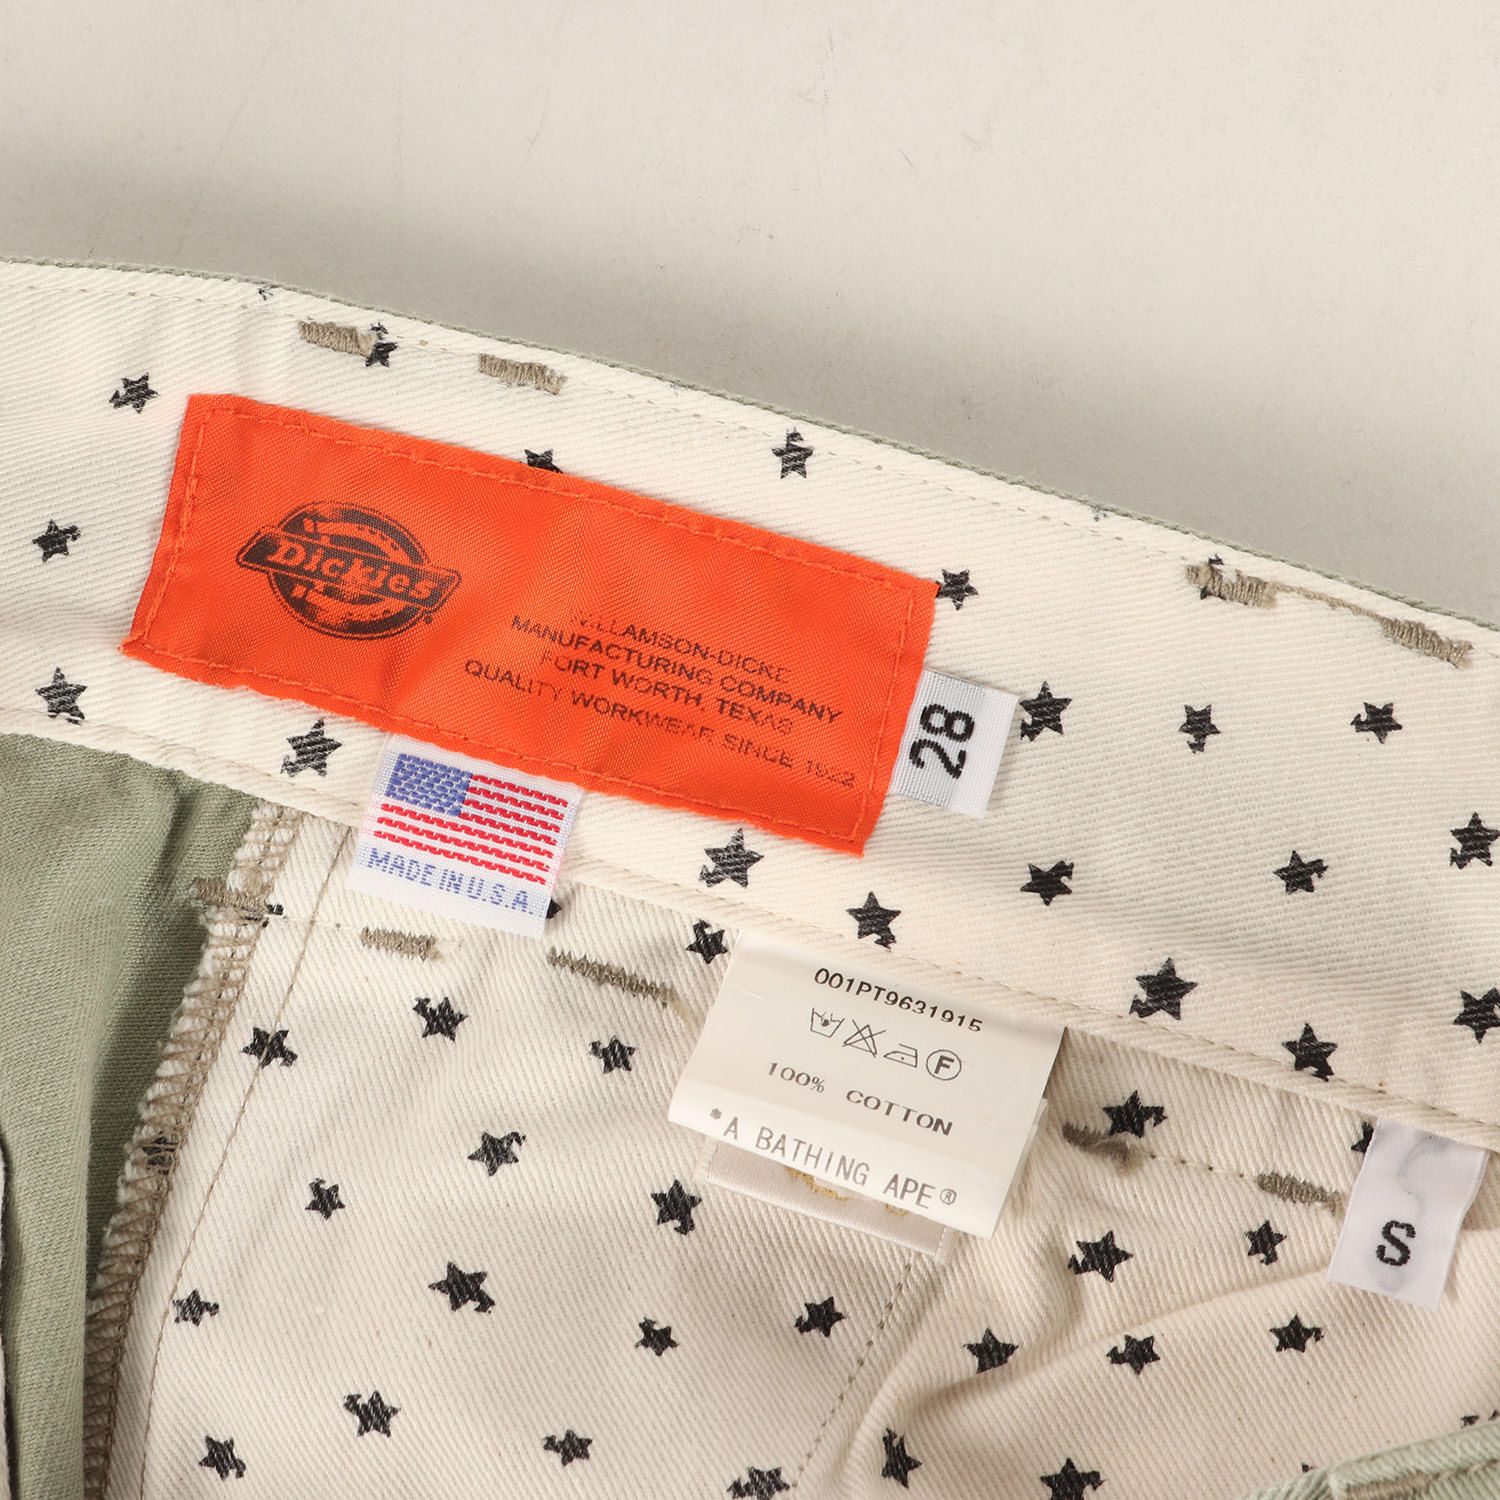 Dickies
WILLIAMSON-DICKIE
MANUFACTURING COMPANY
FORT WORTH, TEXAS
QUALITY WORKWEAR SINCE 1922
28
MADE IN U.S.A.
001PT9631915
F
100% COTTON
*A BATHING APE®
S